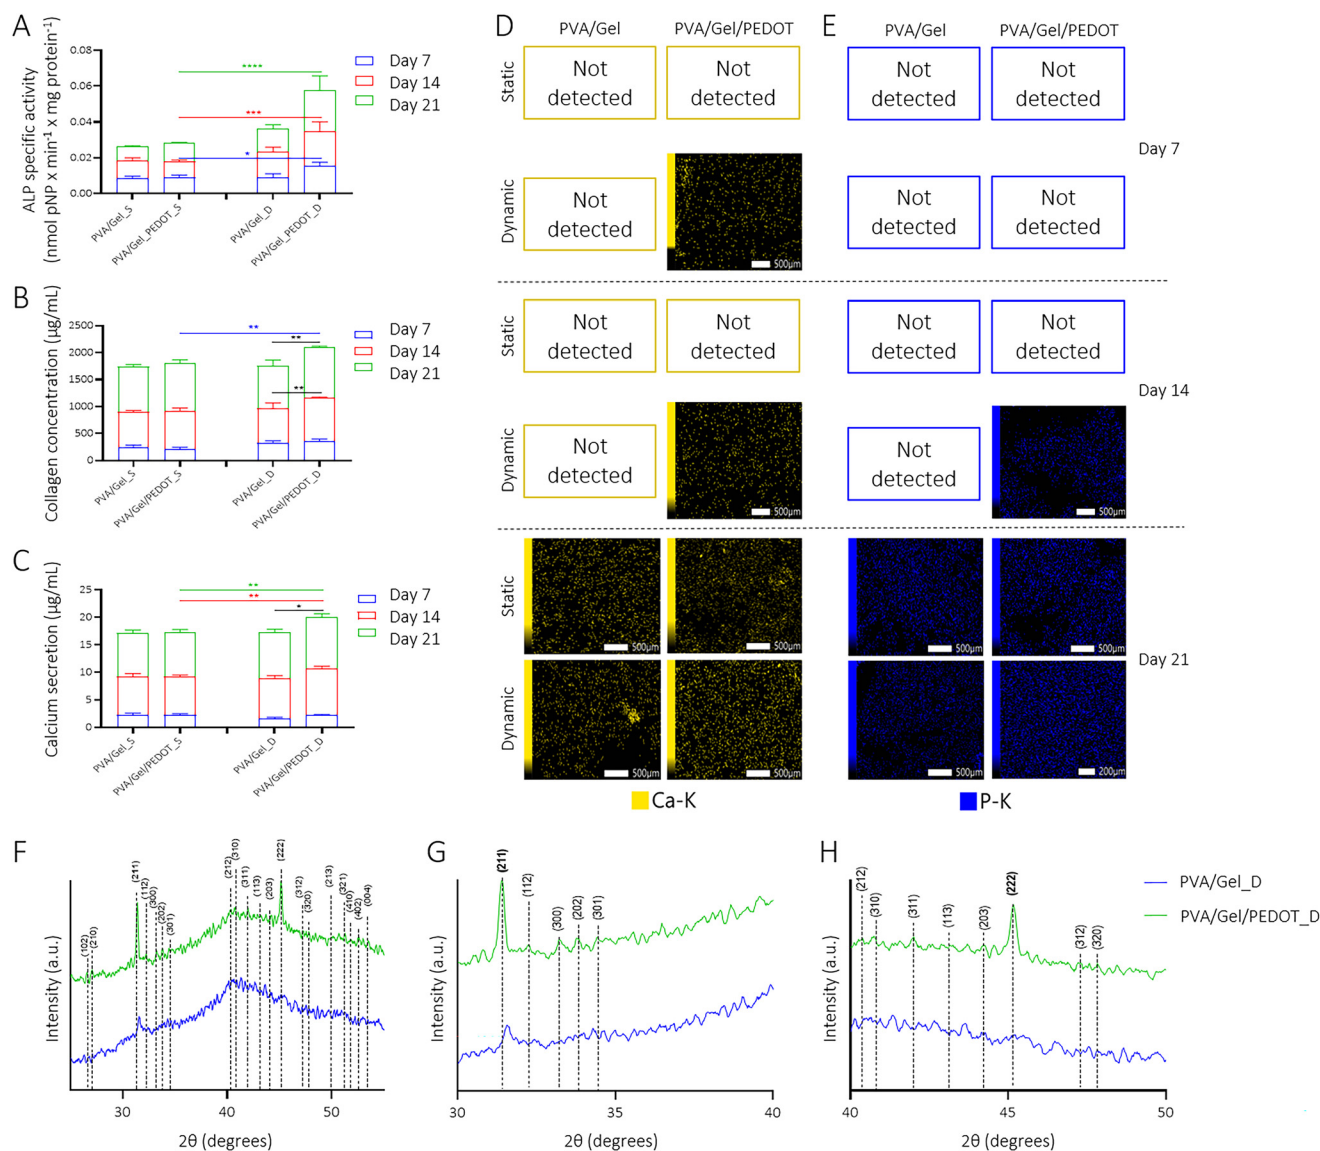 A
ALP specific activity
(nmol pNP x min⁻¹ x mg protein⁻¹)
0.08
0.06
0.04
0.02
0.00
****
***
*
Day 7
Day 14
Day 21
PVA/Gel_S
PVA/Gel_PEDOT_S
PVA/Gel_D
PVA/Gel_PEDOT_D
B
Collagen concentration (µg/mL)
2500
2000
1500
1000
500
0
**
**
**
Day 7
Day 14
Day 21
PVA/Gel_S
PVA/Gel/PEDOT_S
PVA/Gel_D
PVA/Gel/PEDOT_D
C
Calcium secretion (µg/mL)
25
20
15
10
5
0
**
**
*
Day 7
Day 14
Day 21
PVA/Gel_S
PVA/Gel/PEDOT_S
PVA/Gel_D
PVA/Gel/PEDOT_D
D
PVA/Gel PVA/Gel/PEDOT
Static
Not detected
Not detected
Dynamic
Not detected
500µm
Static
Not detected
Not detected
Dynamic
Not detected
500µm
Static
500µm
500µm
Dynamic
500µm
500µm
Ca-K
E
PVA/Gel PVA/Gel/PEDOT
Not detected
Not detected
Day 7
Not detected
Not detected
Not detected
Not detected
Day 14
Not detected
500µm
500µm
500µm
Day 21
500µm
200µm
P-K
F
Intensity (a.u.)
(102)
(210)
(211)
(112)
(300)
(202)
(301)
(212)
(310)
(311)
(113)
(203)
(222)
(312)
(320)
(213)
(321)
(410)
(402)
(004)
30 40 50
2θ (degrees)
G
Intensity (a.u.)
(211)
(112)
(300)
(202)
(301)
30 35 40
2θ (degrees)
H
Intensity (a.u.)
(212)
(310)
(311)
(113)
(203)
(222)
(312)
(320)
40 45 50
2θ (degrees)
PVA/Gel_D
PVA/Gel/PEDOT_D